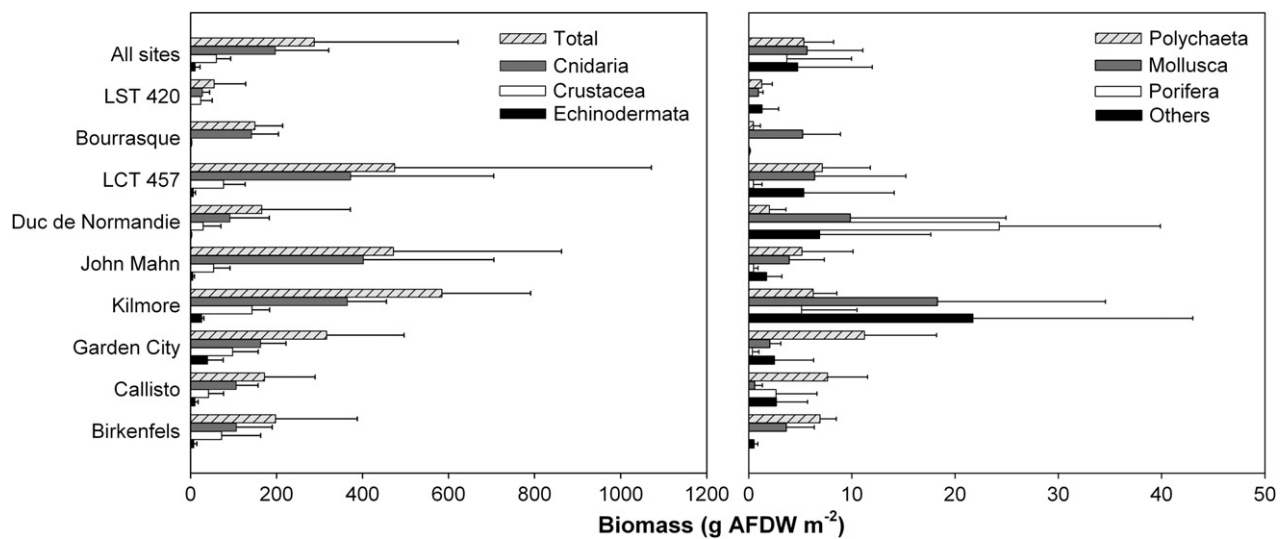 All sites
LST 420
Bourrasque
LCT 457
Duc de Normandie
John Mahn
Kilmore
Garden City
Callisto
Birkenfels
Total
Cnidaria
Crustacea
Echinodermata
0 200 400 600 800 1000 1200
Polychaeta
Mollusca
Porifera
Others
0 10 20 30 40 50
Biomass (g AFDW m⁻²)